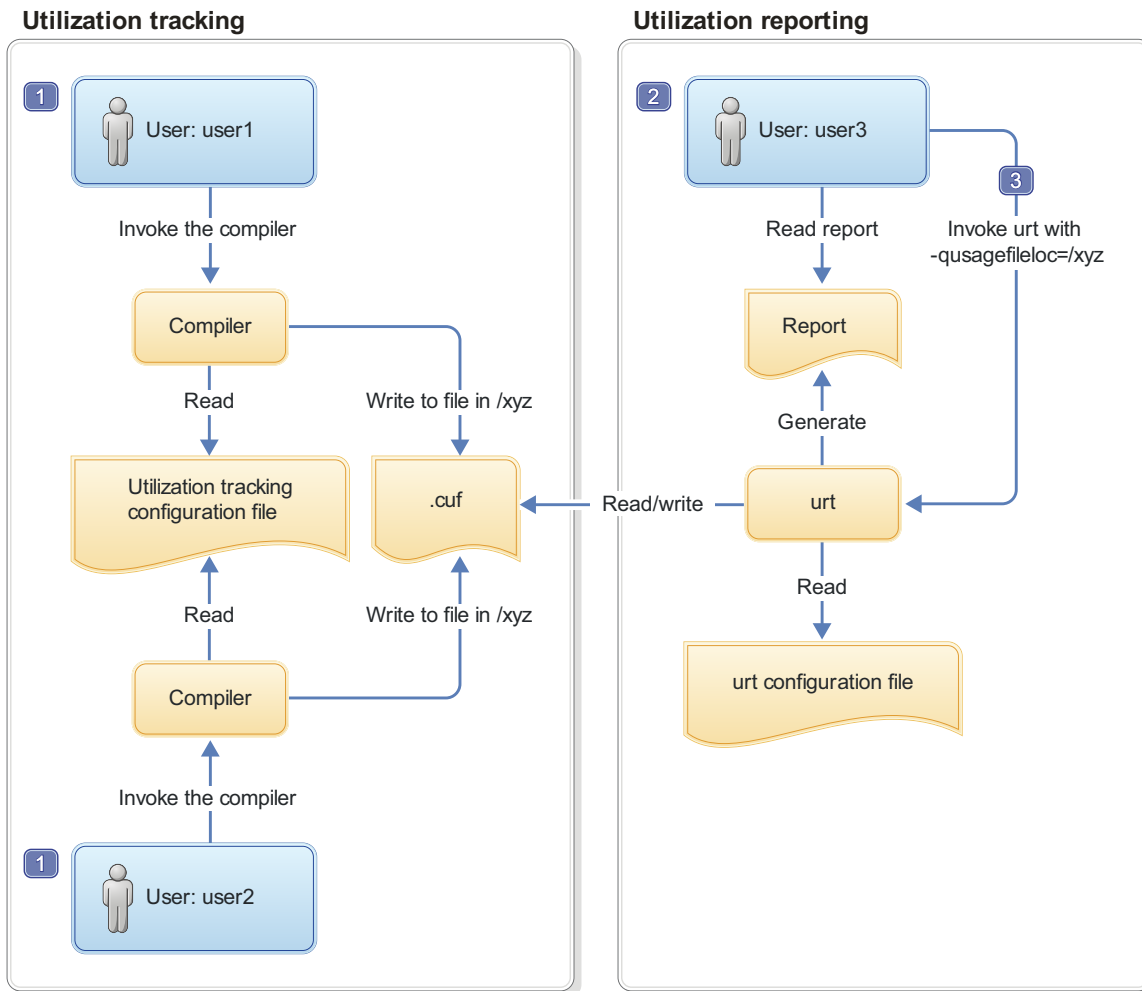 Utilization tracking
1
User: user1
Invoke the compiler
Compiler
Read
Write to file in /xyz
Utilization tracking
configuration file
.cuf
Read
Write to file in /xyz
Compiler
Invoke the compiler
1
User: user2
Utilization reporting
2
User: user3
3
Read report
Invoke urt with
-qusagefileloc=/xyz
Report
Generate
Read/write
urt
Read
urt configuration file